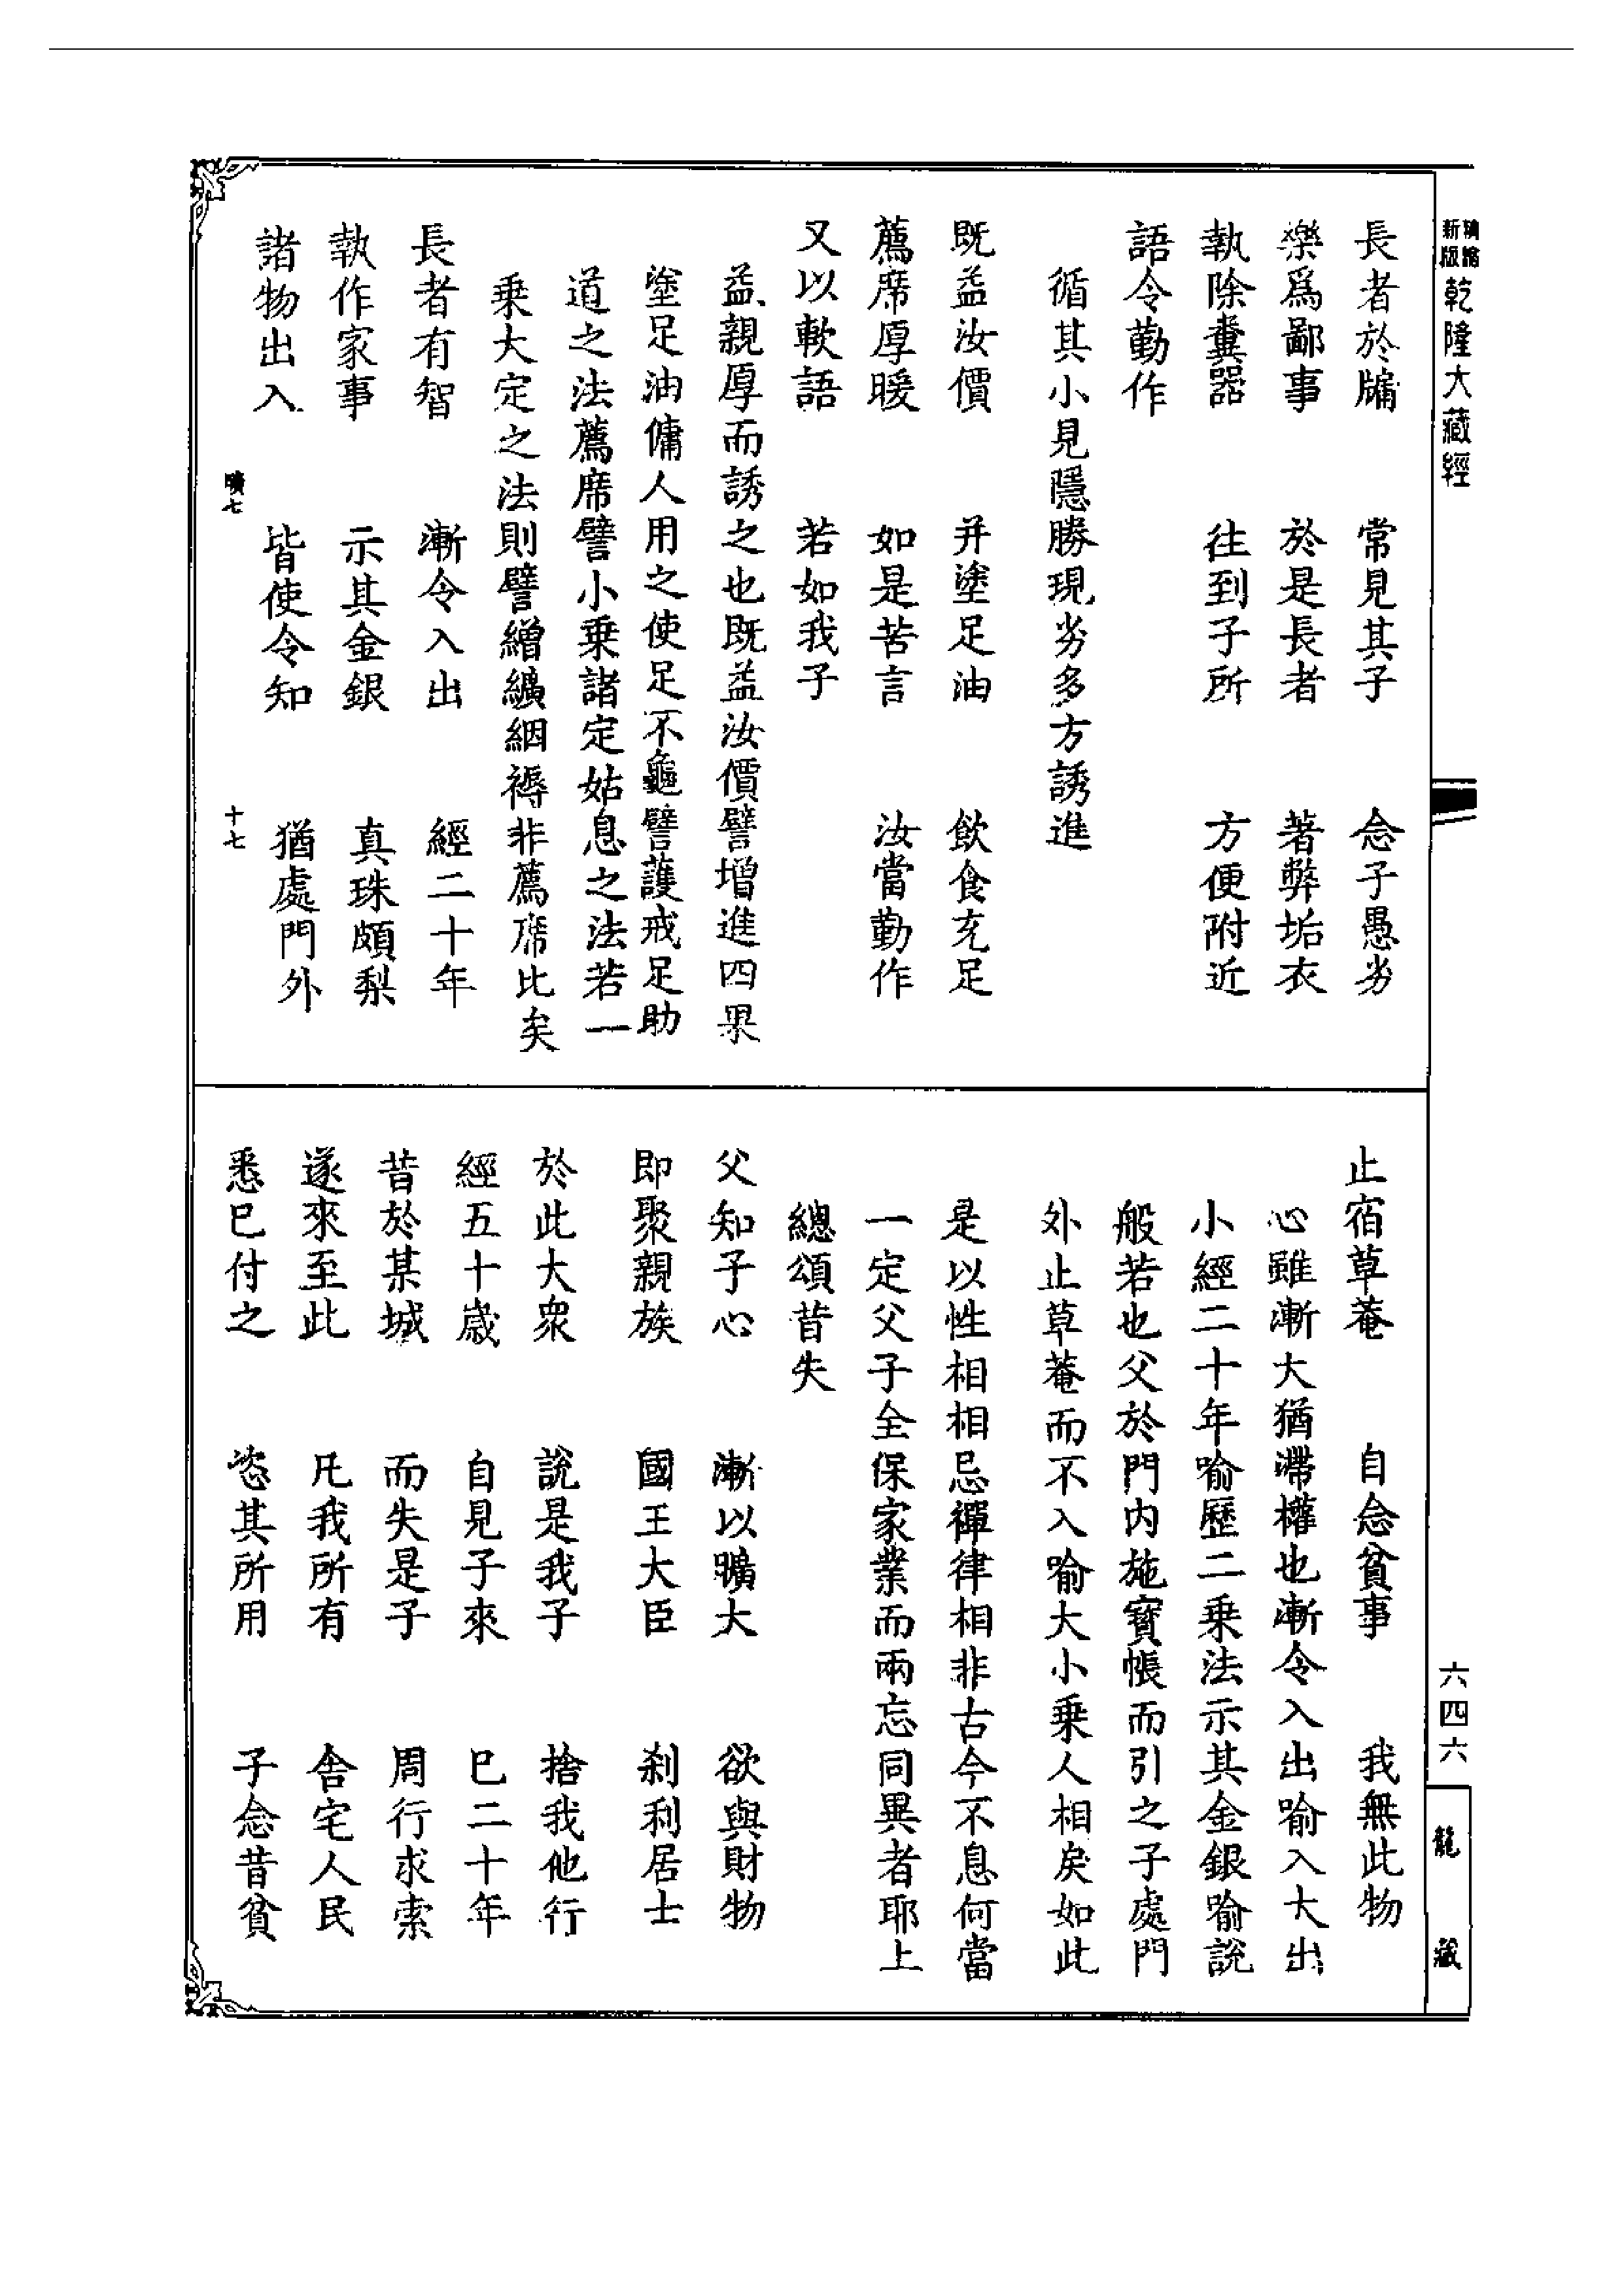 新版精縮乾隆大藏經
長者於牖　常見其子　念子愚劣
樂爲鄙事　於是長者　著弊垢衣
執除糞器　往到子所　方便附近
語令勤作
循其小見隱勝現劣多方誘進
既益汝價　并塗足油　飲食充足
薦席厚暖　如是苦言　汝當勤作
又以軟語　若如我子
益親厚而誘之也既益汝價譬增進四果
塗足油傭人用之使足不龜譬護戒足助
道之法薦席譬小乗諸定姑息之法若一
乗大定之法則譬繒纊絪褥非薦席比矣
長者有智　漸令入出　經二十年
執作家事　示其金銀　真珠頗梨
諸物出入　皆使令知　猶處門外
曠七　十七
止宿草菴　自念貧事　我無此物
心雖漸大猶滯權也漸令入出喻入大出
小經二十年喻歷二乗法示其金銀喻說
般若也父於門内施寳帳而引之子處門
外止草菴而不入喻大小乗人相戾如此
是以性相相忌禪律相非古今不息何當
一定父子全保家業而兩忘同異者耶上
總頌昔失
父知子心　漸以曠大　欲與財物
即聚親族　國王大臣　刹利居士
於此大衆　說是我子　捨我他行
經五十歲　自見子來　巳二十年
昔於某城　而失是子　周行求索
遂來至此　凡我所有　舍宅人民
悉巳付之　恣其所用　子念昔貧
六四六
龍藏